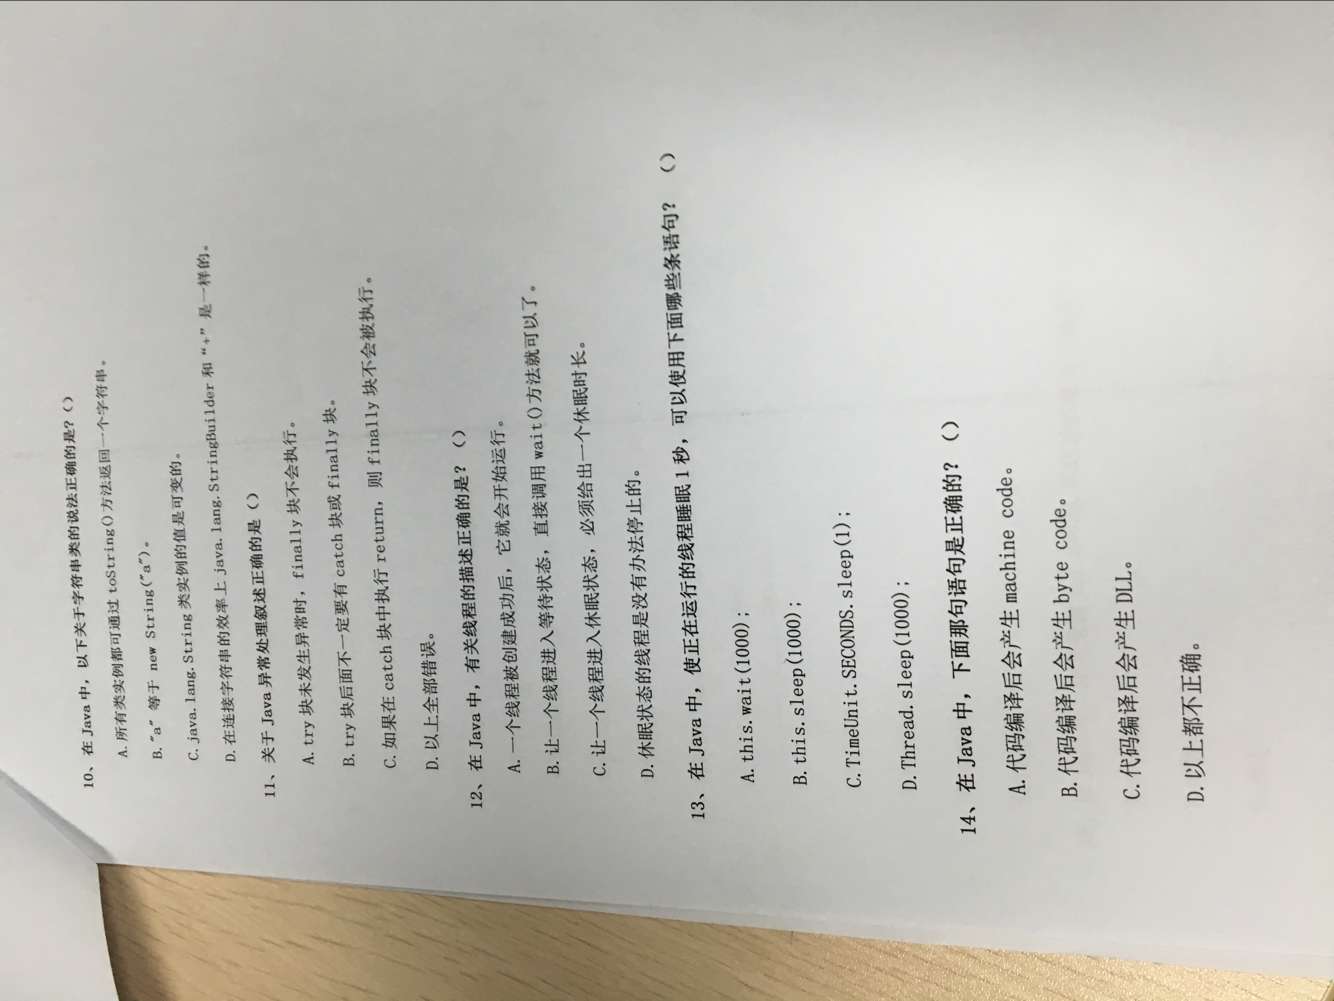 10、在 Java 中，以下关于字符串类的说法正确的是?（）
A.所有类实例都可通过 toString()方法返回一个字符串。
B."a" 等于 new String("a")。
C.java.lang.String 类实例的值是可变的。
D.在连接字符串的效率上 java.lang.StringBuilder 和“+”是一样的。
11、关于 Java 异常处理叙述正确的是（）
A.try 块未发生异常时，finally 块不会执行。
B.try 块后面不一定要有 catch 块或 finally 块。
C.如果在 catch 块中执行 return，则 finally 块不会被执行。
D.以上全部错误。
12、在 Java 中，有关线程的描述正确的是？（）
A.一个线程被创建成功后，它就会开始运行。
B.让一个线程进入等待状态，直接调用 wait()方法就可以了。
C.让一个线程进入休眠状态，必须给出一个休眠时长。
D.休眠状态的线程是没有办法停止的。
13、在 Java 中，使正在运行的线程睡眠 1 秒，可以使用下面哪些条语句？ （）
A.this.wait(1000);
B.this.sleep(1000);
C.TimeUnit.SECONDS.sleep(1);
D.Thread.sleep(1000);
14、在 Java 中，下面那句语句是正确的？（）
A.代码编译后会产生 machine code。
B.代码编译后会产生 byte code。
C.代码编译后会产生 DLL。
D.以上都不正确。